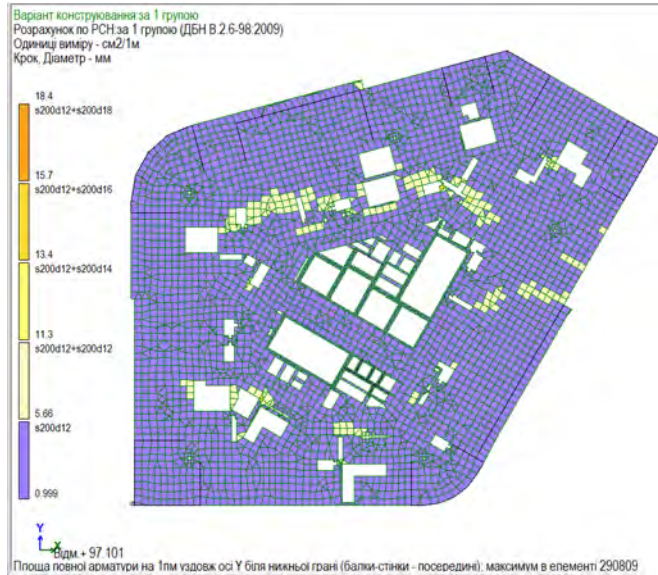 Варіант конструювання за 1 групою
Розрахунок по РСН за 1 групою (ДБН В.2.6-98:2009)
Одиниці виміру - см2/1м
Крок, Діаметр - мм
18.4
s200d12+s200d18
15.7
s200d12+s200d16
13.4
s200d12+s200d14
11.3
s200d12+s200d12
5.66
s200d12
0.999
Y
X
Відм.+ 97.101
Площа повної арматури на 1пм уздовж осі Y біля нижньої грані (балки-стінки - посередині); максимум в елементі 290809